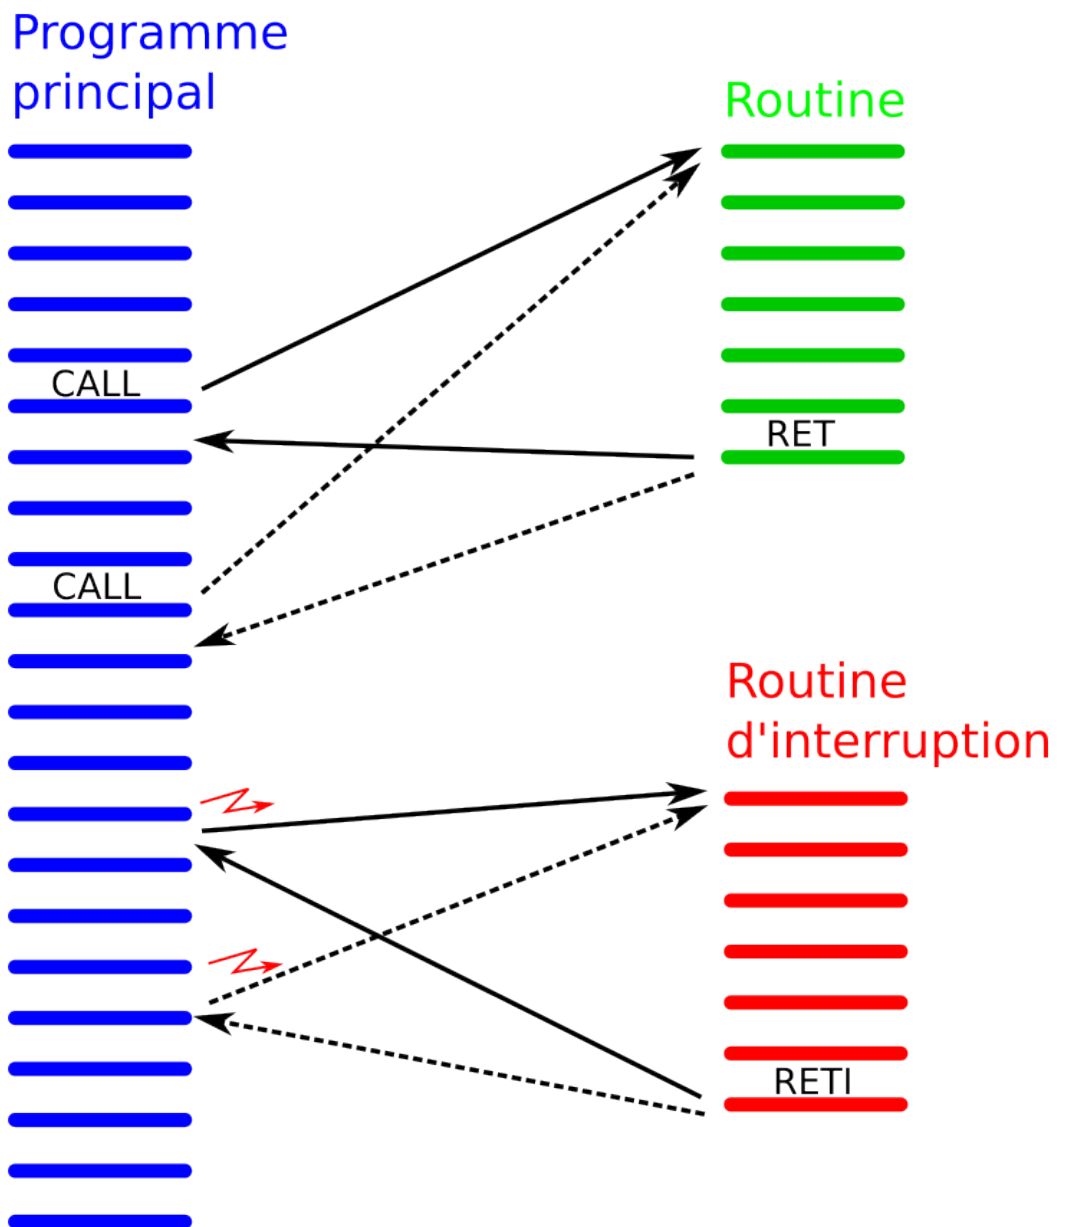 Programme
principal
Routine
CALL
RET
CALL
Routine
d'interruption
RETI